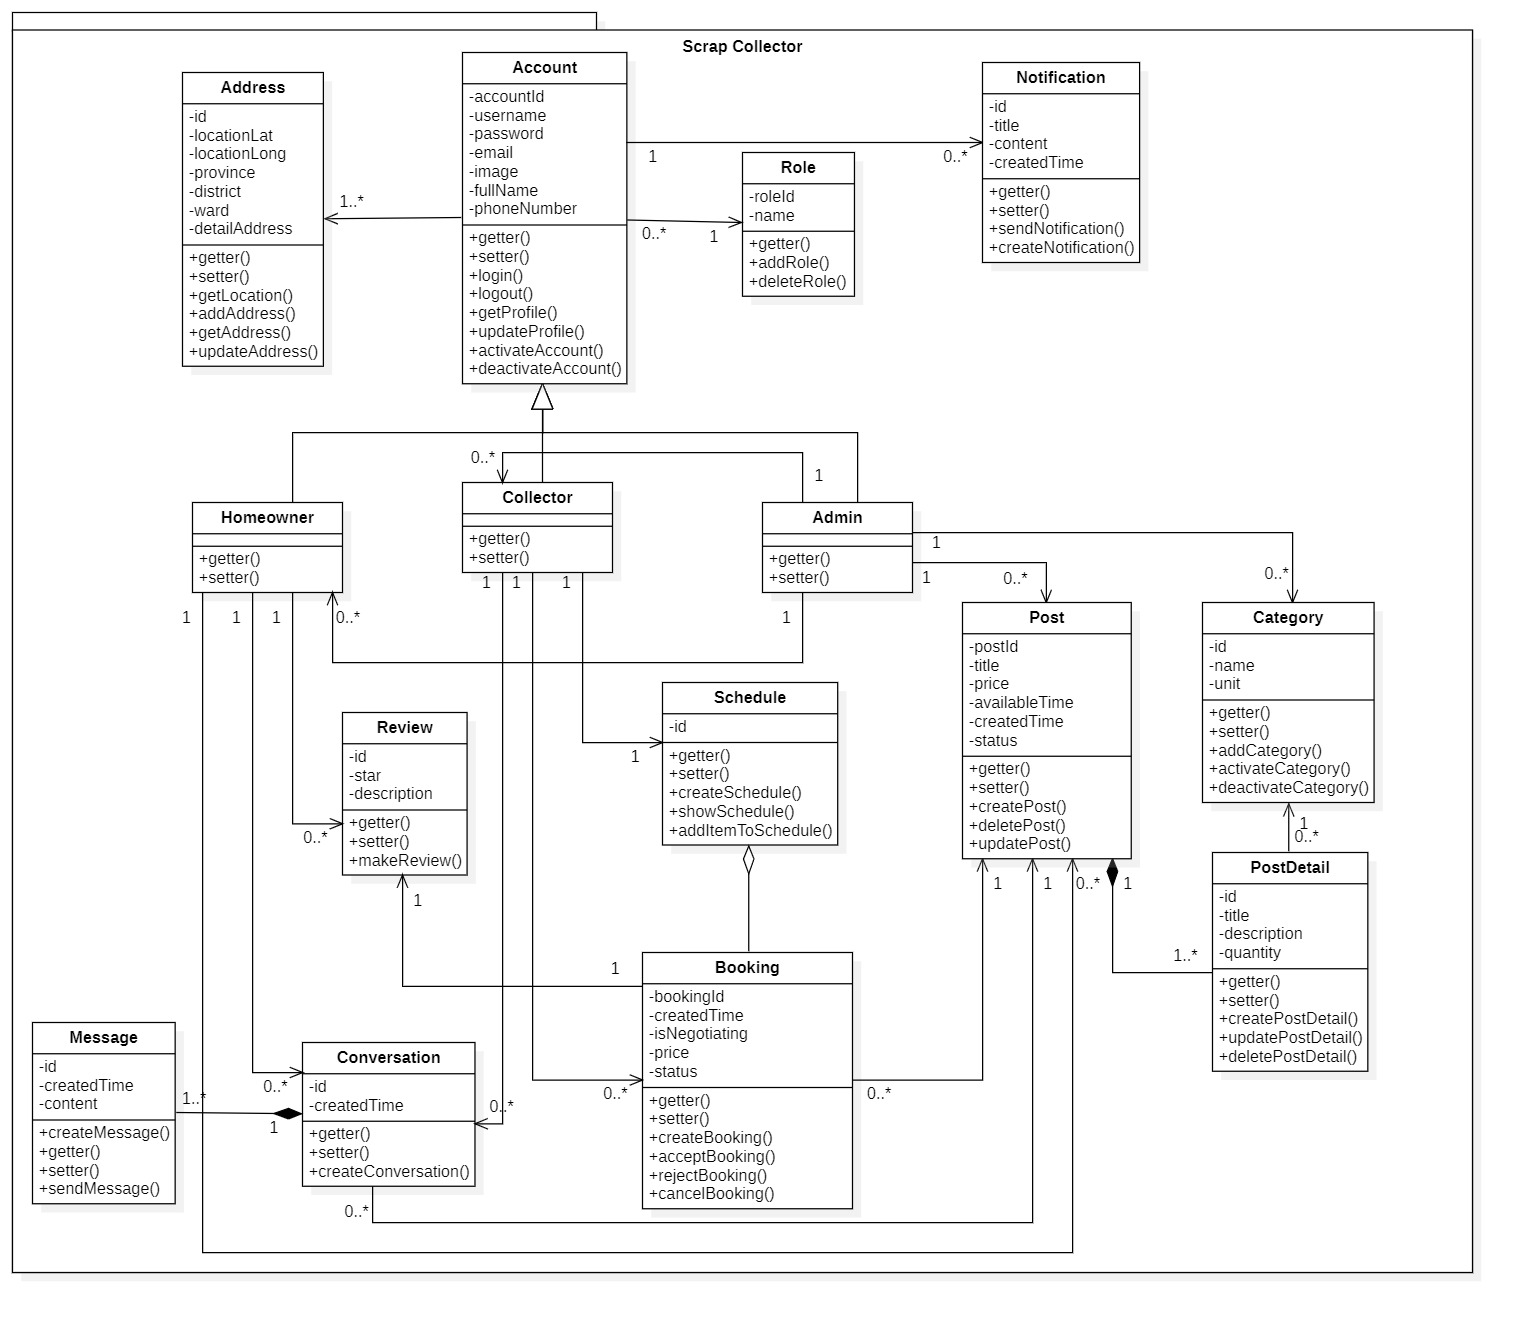 Scrap Collector
Address
-id
-locationLat
-locationLong
-province
-district
-ward
-detailAddress
+getter()
+setter()
+getLocation()
+addAddress()
+getAddress()
+updateAddress()
1..*
Account
-accountId
-username
-password
-email
-image
-fullName
-phoneNumber
+getter()
+setter()
+login()
+logout()
+getProfile()
+updateProfile()
+activateAccount()
+deactivateAccount()
1
0..*
0..*
1
Role
-roleId
-name
+getter()
+addRole()
+deleteRole()
Notification
-id
-title
-content
-createdTime
+getter()
+setter()
+sendNotification()
+createNotification()
0..*
1
Homeowner
+getter()
+setter()
1
1
1
0..*
Collector
+getter()
+setter()
1
1
1
Admin
+getter()
+setter()
1
1
1
0..*
0..*
Post
-postId
-title
-price
-availableTime
-createdTime
-status
+getter()
+setter()
+createPost()
+deletePost()
+updatePost()
1
1
0..*
1
Category
-id
-name
-unit
+getter()
+setter()
+addCategory()
+activateCategory()
+deactivateCategory()
1
0..*
Review
-id
-star
-description
+getter()
+setter()
+makeReview()
0..*
1
Schedule
-id
+getter()
+setter()
+createSchedule()
+showSchedule()
+addItemToSchedule()
1
PostDetail
-id
-title
-description
-quantity
+getter()
+setter()
+createPostDetail()
+updatePostDetail()
+deletePostDetail()
1..*
Booking
-bookingId
-createdTime
-isNegotiating
-price
-status
+getter()
+setter()
+createBooking()
+acceptBooking()
+rejectBooking()
+cancelBooking()
1
0..*
0..*
Message
-id
-createdTime
-content
+createMessage()
+getter()
+setter()
+sendMessage()
1..*
1
Conversation
-id
-createdTime
+getter()
+setter()
+createConversation()
0..*
0..*
0..*